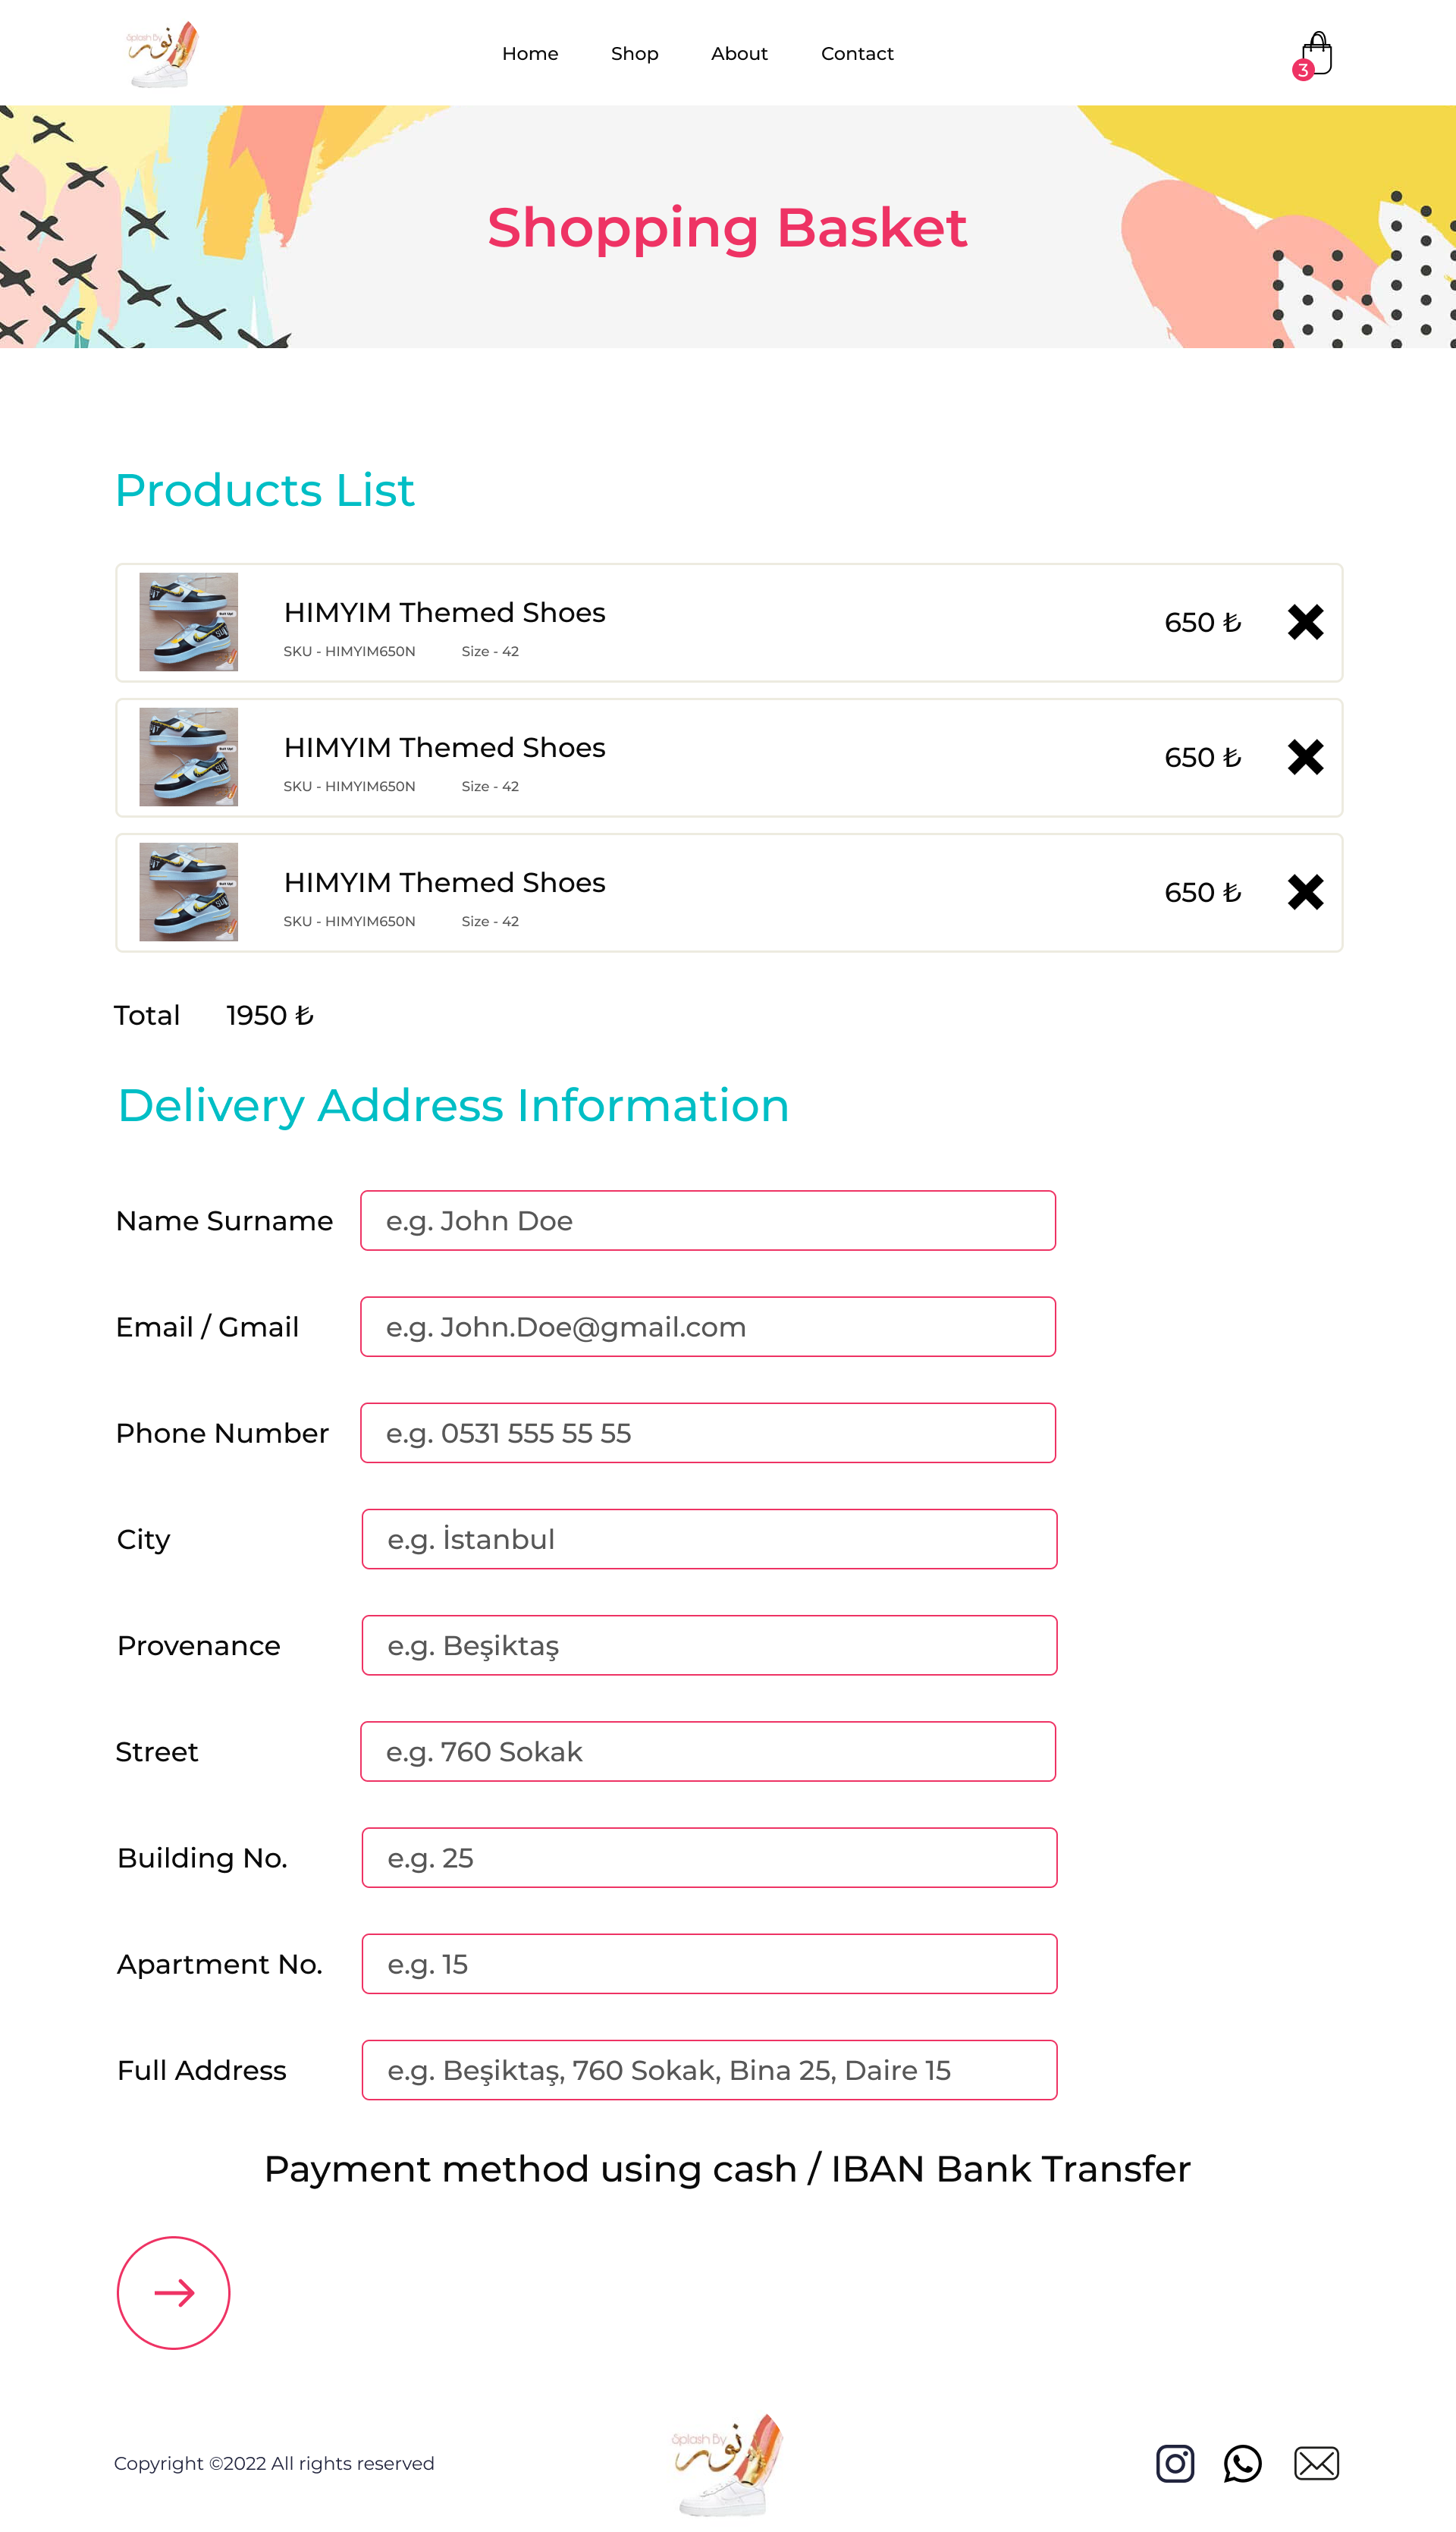 Splash By
نور
Home
Shop
About
Contact
3
Shopping Basket
Products List
HIMYIM Themed Shoes
SKU - HIMYIM650N
Size - 42
650 ₺
HIMYIM Themed Shoes
SKU - HIMYIM650N
Size - 42
650 ₺
HIMYIM Themed Shoes
SKU - HIMYIM650N
Size - 42
650 ₺
Total
1950 ₺
Delivery Address Information
Name Surname
e.g. John Doe
Email / Gmail
e.g. John.Doe@gmail.com
Phone Number
e.g. 0531 555 55 55
City
e.g. İstanbul
Provenance
e.g. Beşiktaş
Street
e.g. 760 Sokak
Building No.
e.g. 25
Apartment No.
e.g. 15
Full Address
e.g. Beşiktaş, 760 Sokak, Bina 25, Daire 15
Payment method using cash / IBAN Bank Transfer
Copyright ©2022 All rights reserved
Splash By
نور